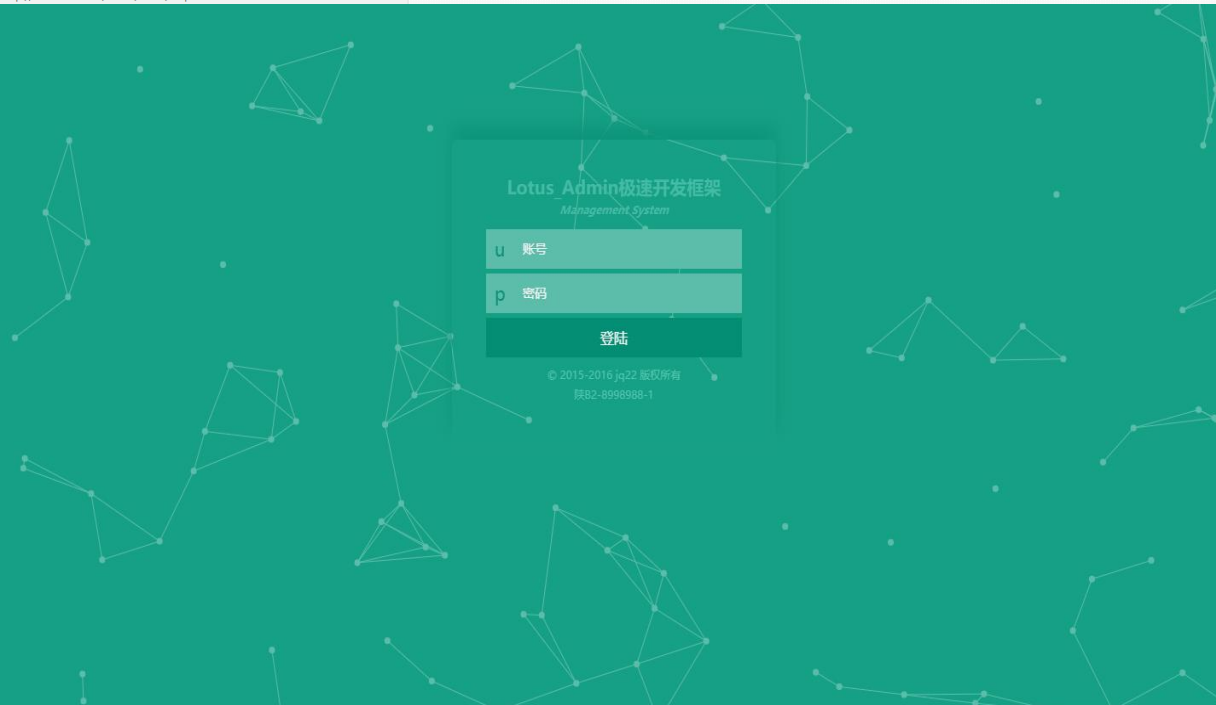 Lotus_Admin极速开发框架
Management System
u 账号
p 密码
登陆
© 2015-2016 jq22 版权所有
陕B2-8998988-1